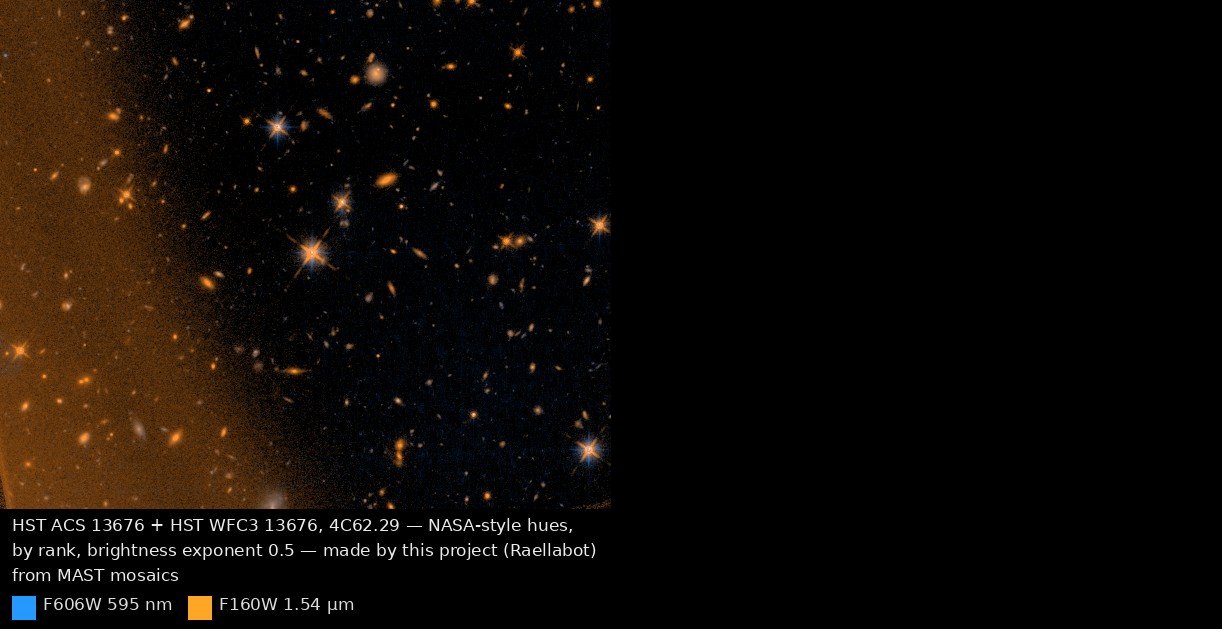 HST ACS 13676 + HST WFC3 13676, 4C62.29 — NASA-style hues,
by rank, brightness exponent 0.5 — made by this project (Raellabot)
from MAST mosaics
F606W 595 nm F160W 1.54 µm